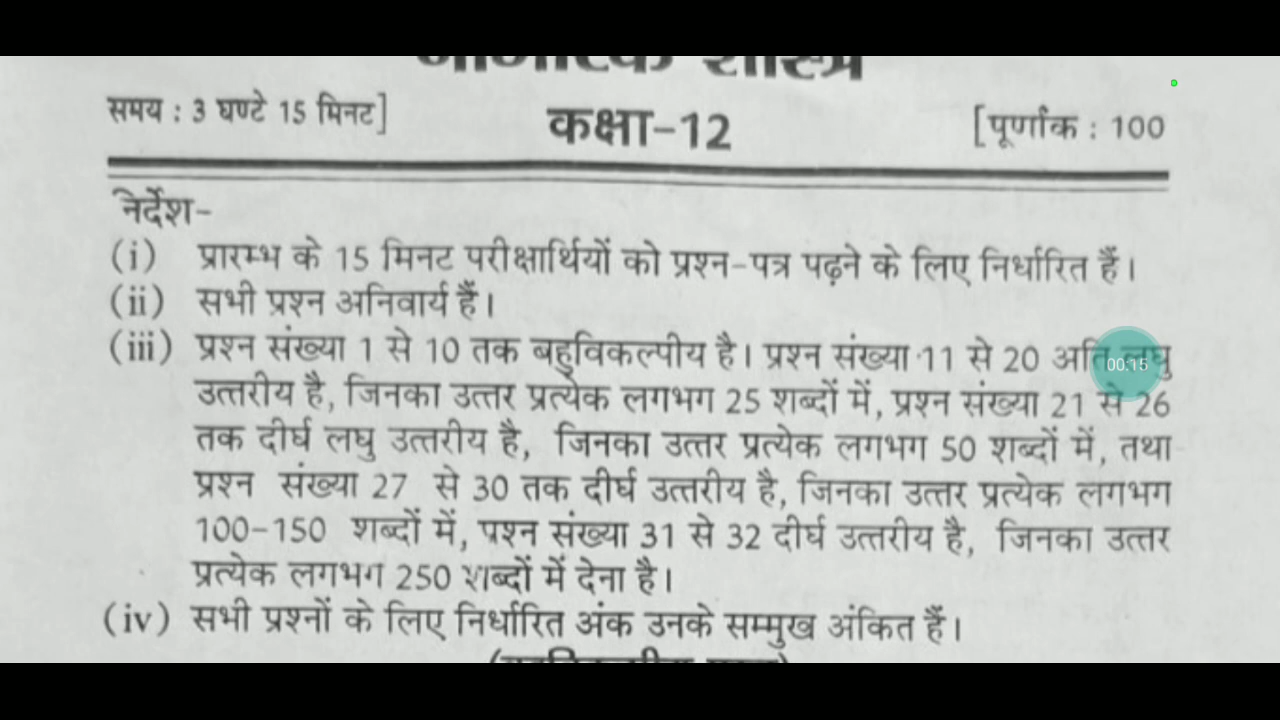 नागरिक शास्त्र
समय : 3 घण्टे 15 मिनट]
कक्षा-12
[पूर्णांक : 100
निर्देश-
(i) प्रारम्भ के 15 मिनट परीक्षार्थियों को प्रश्न-पत्र पढ़ने के लिए निर्धारित हैं।
(ii) सभी प्रश्न अनिवार्य हैं।
(iii) प्रश्न संख्या 1 से 10 तक बहुविकल्पीय है। प्रश्न संख्या 11 से 20 अति लघु
00:15
उत्तरीय है, जिनका उत्तर प्रत्येक लगभग 25 शब्दों में, प्रश्न संख्या 21 से 26
तक दीर्घ लघु उत्तरीय है, जिनका उत्तर प्रत्येक लगभग 50 शब्दों में, तथा
प्रश्न संख्या 27 से 30 तक दीर्घ उत्तरीय है, जिनका उत्तर प्रत्येक लगभग
100-150 शब्दों में, प्रश्न संख्या 31 से 32 दीर्घ उत्तरीय है, जिनका उत्तर
प्रत्येक लगभग 250 शब्दों में देना है।
(iv) सभी प्रश्नों के लिए निर्धारित अंक उनके सम्मुख अंकित हैं।